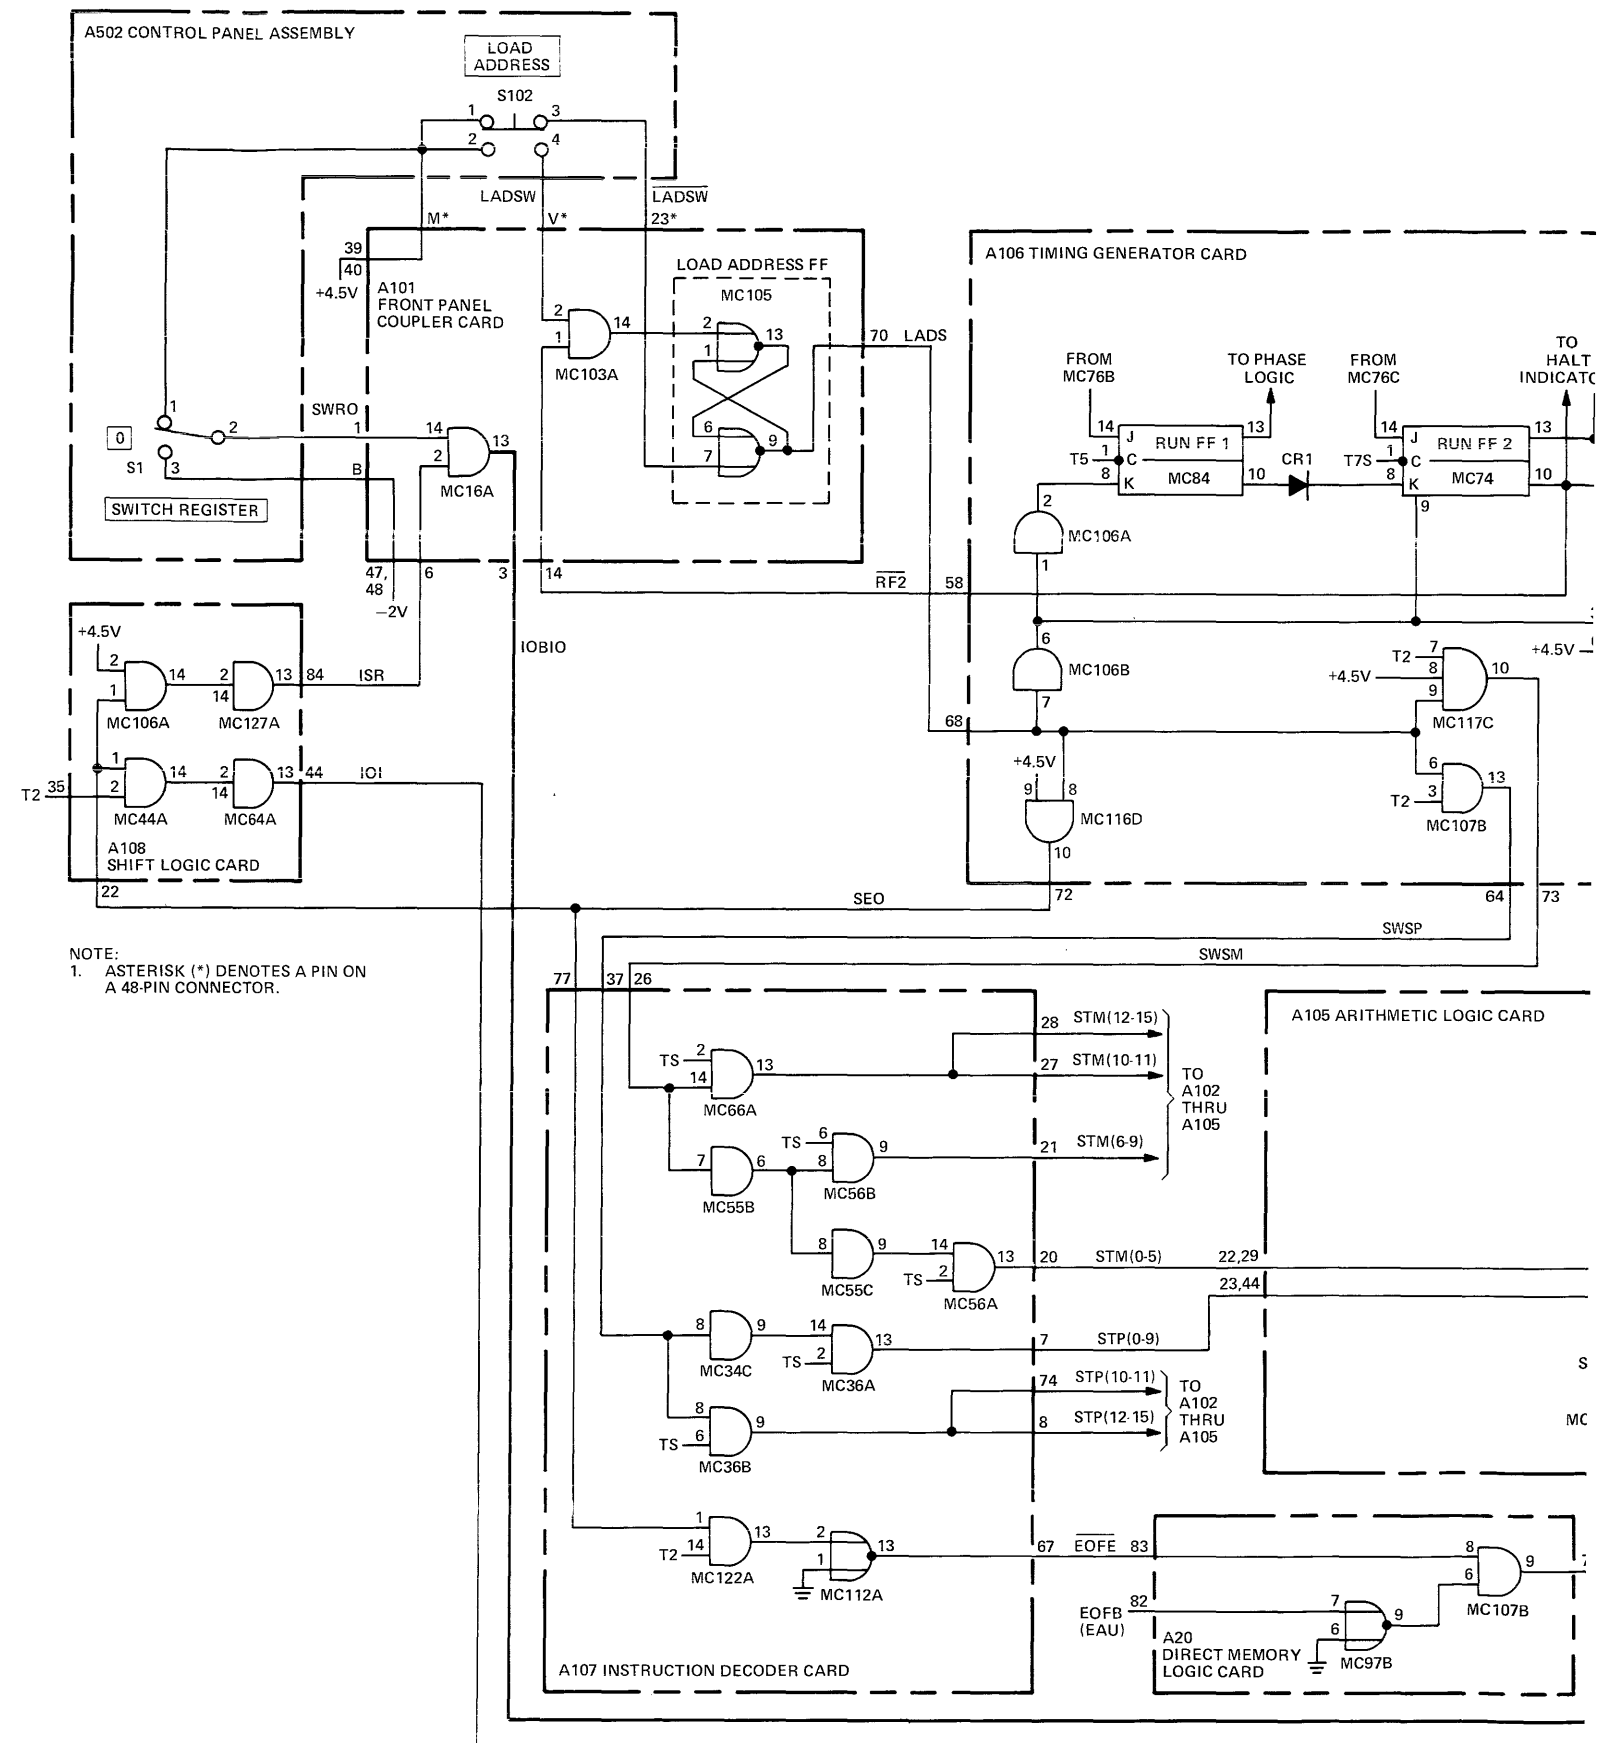 A502 CONTROL PANEL ASSEMBLY
LOAD
ADDRESS
S102
1
3
2
4
LADSW
LADSW
M*
V*
23*
39
40
+4.5V
A101
FRONT PANEL
COUPLER CARD
LOAD ADDRESS FF
MC105
2
1
14
MC103A
2
1
13
6
7
9
70 LADS
1
2
3
0
S1
SWITCH REGISTER
SWRO
1
B
14
2
13
MC16A
47,
48
−2V
6
3
14
RF2
58
IOBIO
A106 TIMING GENERATOR CARD
FROM
MC76B
TO PHASE
LOGIC
FROM
MC76C
TO
HALT
INDICATO
14
J
RUN FF 1
13
T5
1
C
8
K
MC84
10
CR1
14
J
RUN FF 2
13
T7S
1
C
8
K
MC74
10
9
2
MC106A
1
6
MC106B
7
68
+4.5V
9
8
MC116D
10
72
T2
7
+4.5V
8
9
10
MC117C
+4.5V
6
T2
3
13
MC107B
64
73
+4.5V
2
1
14
MC106A
2
14
13
MC127A
84
ISR
T2
35
1
2
14
MC44A
2
14
13
MC64A
44
IOI
A108
SHIFT LOGIC CARD
22
SEO
SWSP
SWSM
NOTE:
1. ASTERISK (*) DENOTES A PIN ON
A 48-PIN CONNECTOR.
77
37
26
TS
2
14
13
MC66A
28
STM(12-15)
27
STM(10-11)
TO
A102
THRU
A105
7
6
MC55B
TS
6
8
9
MC56B
21
STM(6-9)
8
9
MC55C
14
TS
2
13
MC56A
20
STM(0-5)
22,29
23,44
A105 ARITHMETIC LOGIC CARD
S
MC
8
9
MC34C
14
TS
2
13
MC36A
7
STP(0-9)
8
TS
6
9
MC36B
74
STP(10-11)
8
STP(12-15)
TO
A102
THRU
A105
1
T2
14
13
MC122A
2
1
13
MC112A
67
EOFE
83
8
6
9
MC107B
7
EOFB
(EAU)
82
7
6
9
MC97B
A20
DIRECT MEMORY
LOGIC CARD
A107 INSTRUCTION DECODER CARD